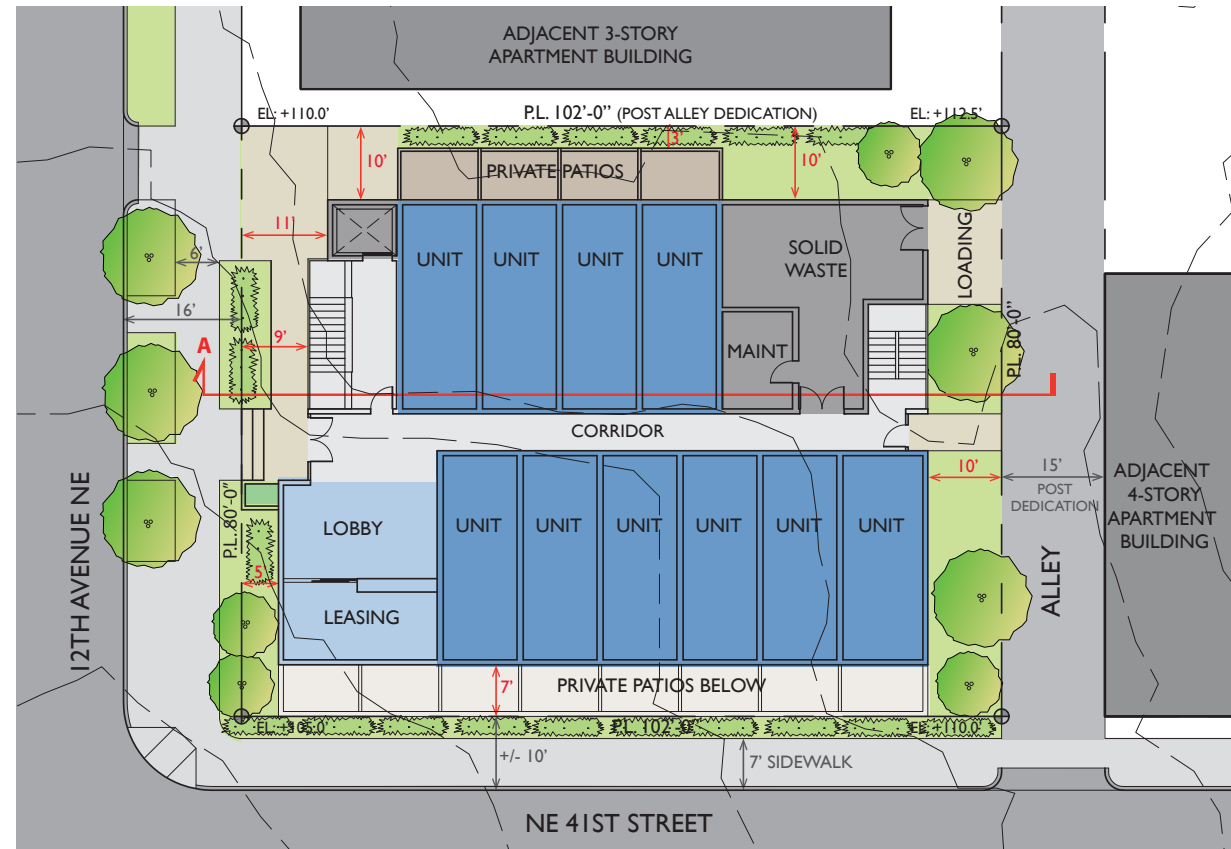 ADJACENT 3-STORY
APARTMENT BUILDING
EL: +110.0'
P.L. 102'-0" (POST ALLEY DEDICATION)
EL: +112.5'
10'
13'
10'
PRIVATE PATIOS
11'
UNIT
UNIT
UNIT
UNIT
SOLID
WASTE
LOADING
6'
16'
9'
A
MAINT
P.L. 80'-0"
CORRIDOR
12TH AVENUE NE
P.L. 80'-0"
LOBBY
UNIT
UNIT
UNIT
UNIT
UNIT
UNIT
10'
15'
POST
DEDICATION
ADJACENT
4-STORY
APARTMENT
BUILDING
ALLEY
5'
LEASING
7'
PRIVATE PATIOS BELOW
EL: +105.0'
P.L. 102'-0"
EL: +110.0'
+/- 10'
7' SIDEWALK
NE 41ST STREET